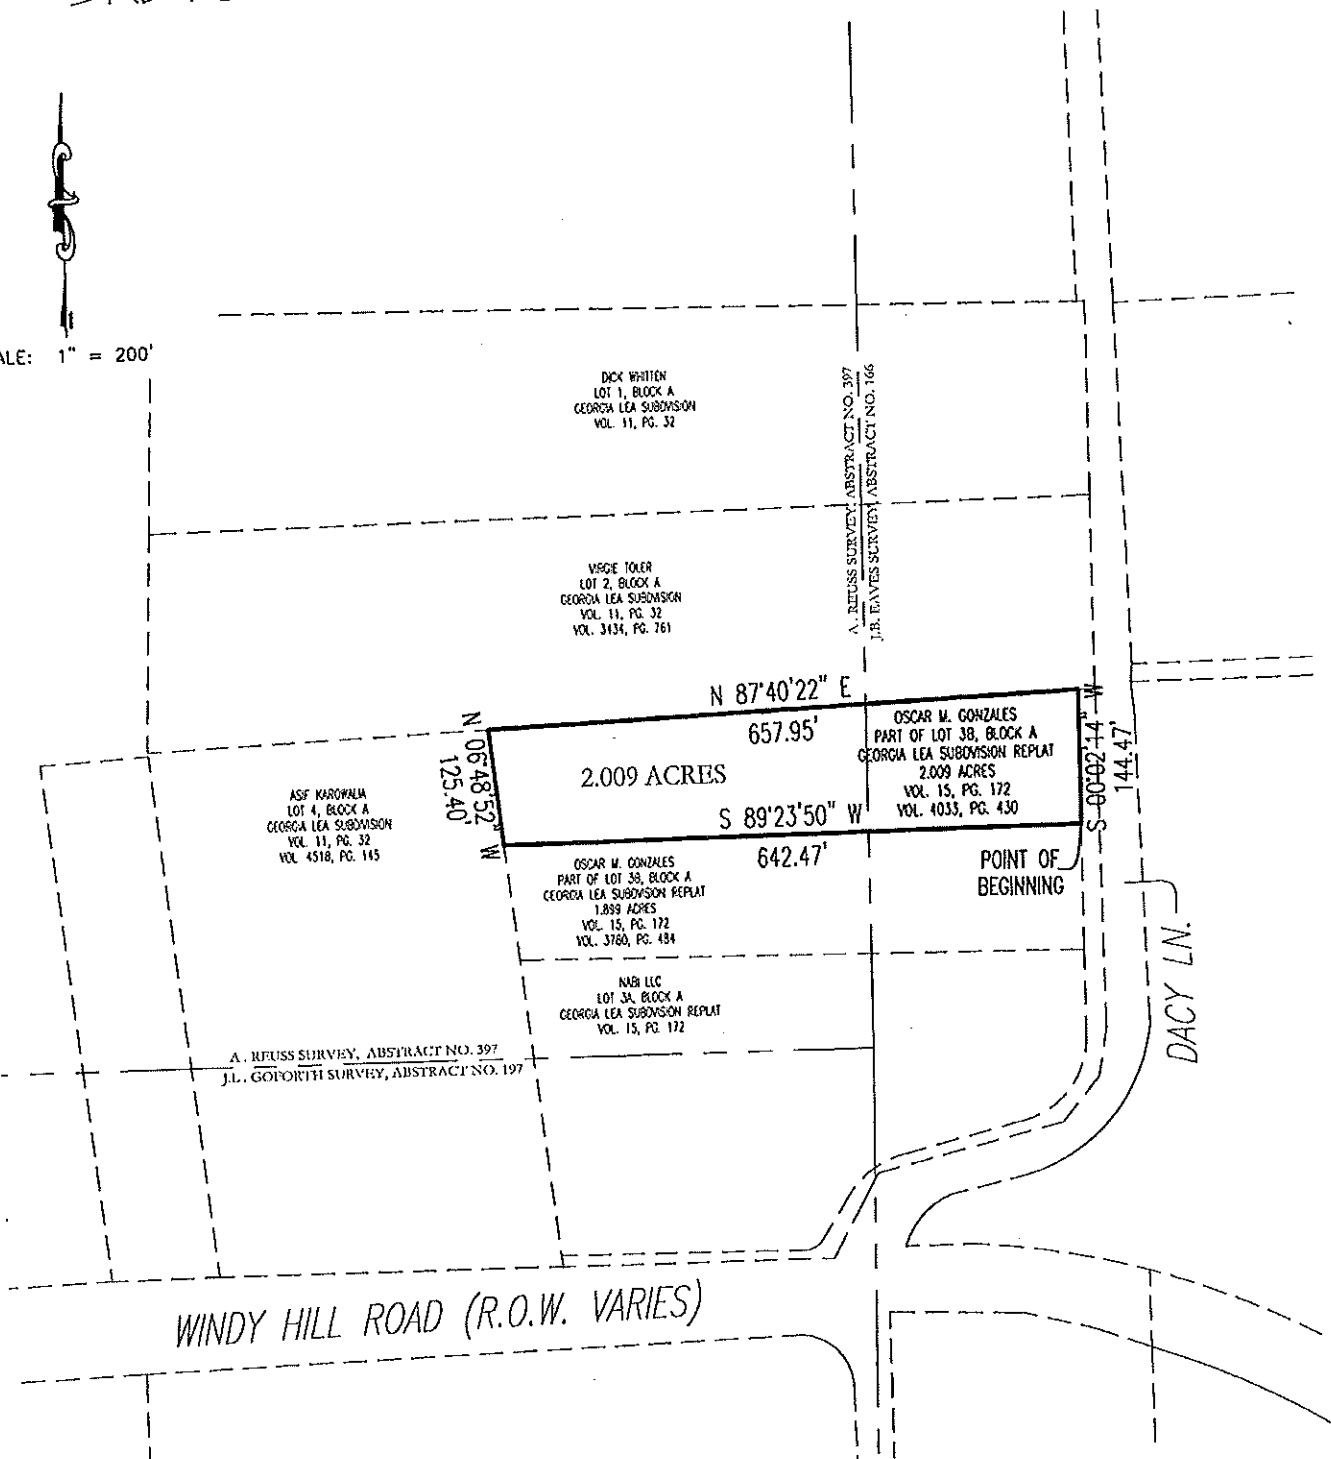 ALE: 1" = 200'
DICK WHITTEN
LOT 1, BLOCK A
GEORGIA LEA SUBDIVISION
VOL. 11, PG. 32
A. REUSS SURVEY, ABSTRACT NO. 397
J.B. EAVES SURVEY, ABSTRACT NO. 166
VIRGIE TOLER
LOT 2, BLOCK A
GEORGIA LEA SUBDIVISION
VOL. 11, PG. 32
VOL. 3434, PG. 761
N 87°40'22" E
657.95'
N 06°48'52" W
125.40'
2.009 ACRES
S 89°23'50" W
642.47'
OSCAR M. GONZALES
PART OF LOT 3B, BLOCK A
GEORGIA LEA SUBDIVISION REPLAT
2.009 ACRES
VOL. 15, PG. 172
VOL. 4033, PG. 430
S 00°02'14" W
144.47'
POINT OF
BEGINNING
ASIF KAROWALIA
LOT 4, BLOCK A
GEORGIA LEA SUBDIVISION
VOL. 11, PG. 32
VOL 4518, PG. 145
OSCAR M. GONZALES
PART OF LOT 3B, BLOCK A
GEORGIA LEA SUBDIVISION REPLAT
1.899 ACRES
VOL. 15, PG. 172
VOL. 3780, PG. 484
NABI LLC
LOT 3A, BLOCK A
GEORGIA LEA SUBDIVISION REPLAT
VOL. 15, PG. 172
DACY LN.
A. REUSS SURVEY, ABSTRACT NO. 397
J.L. GOFORTH SURVEY, ABSTRACT NO. 197
WINDY HILL ROAD (R.O.W. VARIES)